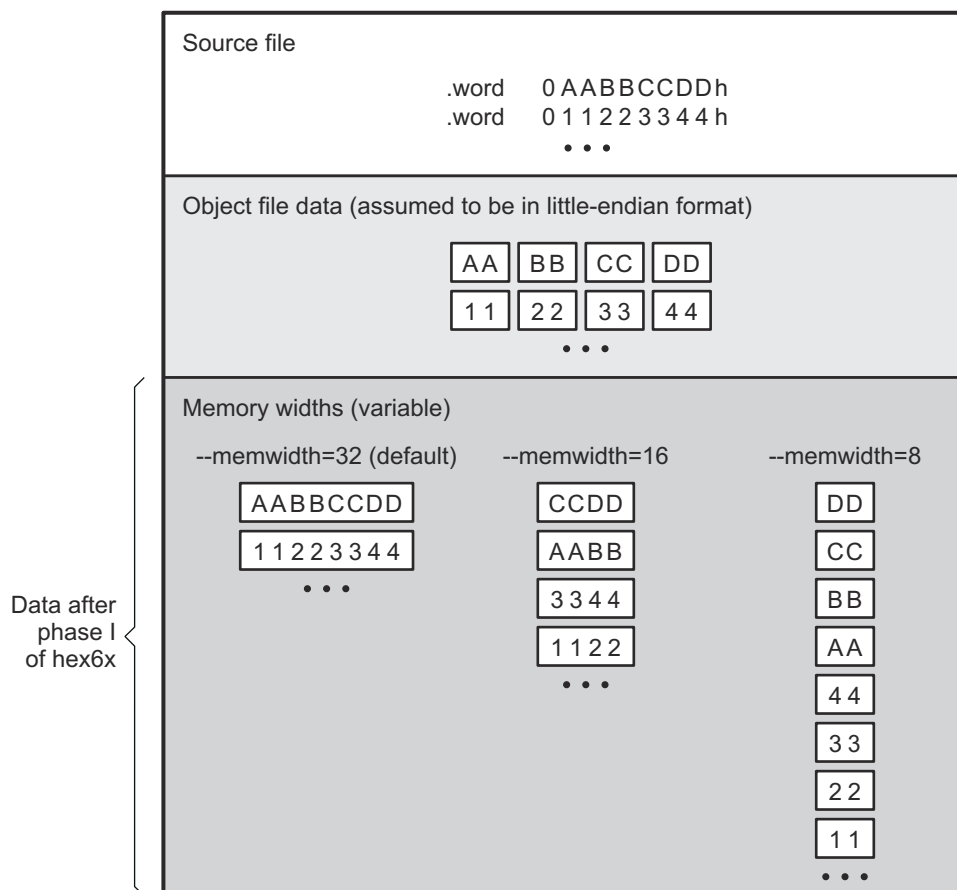 Source file
.word 0AABBCCDDh
.word 011223344h
• • •
Object file data (assumed to be in little-endian format)
AA BB CC DD
11 22 33 44
• • •
Memory widths (variable)
--memwidth=32 (default) --memwidth=16 --memwidth=8
AABBCCDD CCDD DD
11223344 AABB CC
• • • 3344 BB
1122 AA
• • • 44
33
22
11
• • •
Data after
phase I
of hex6x